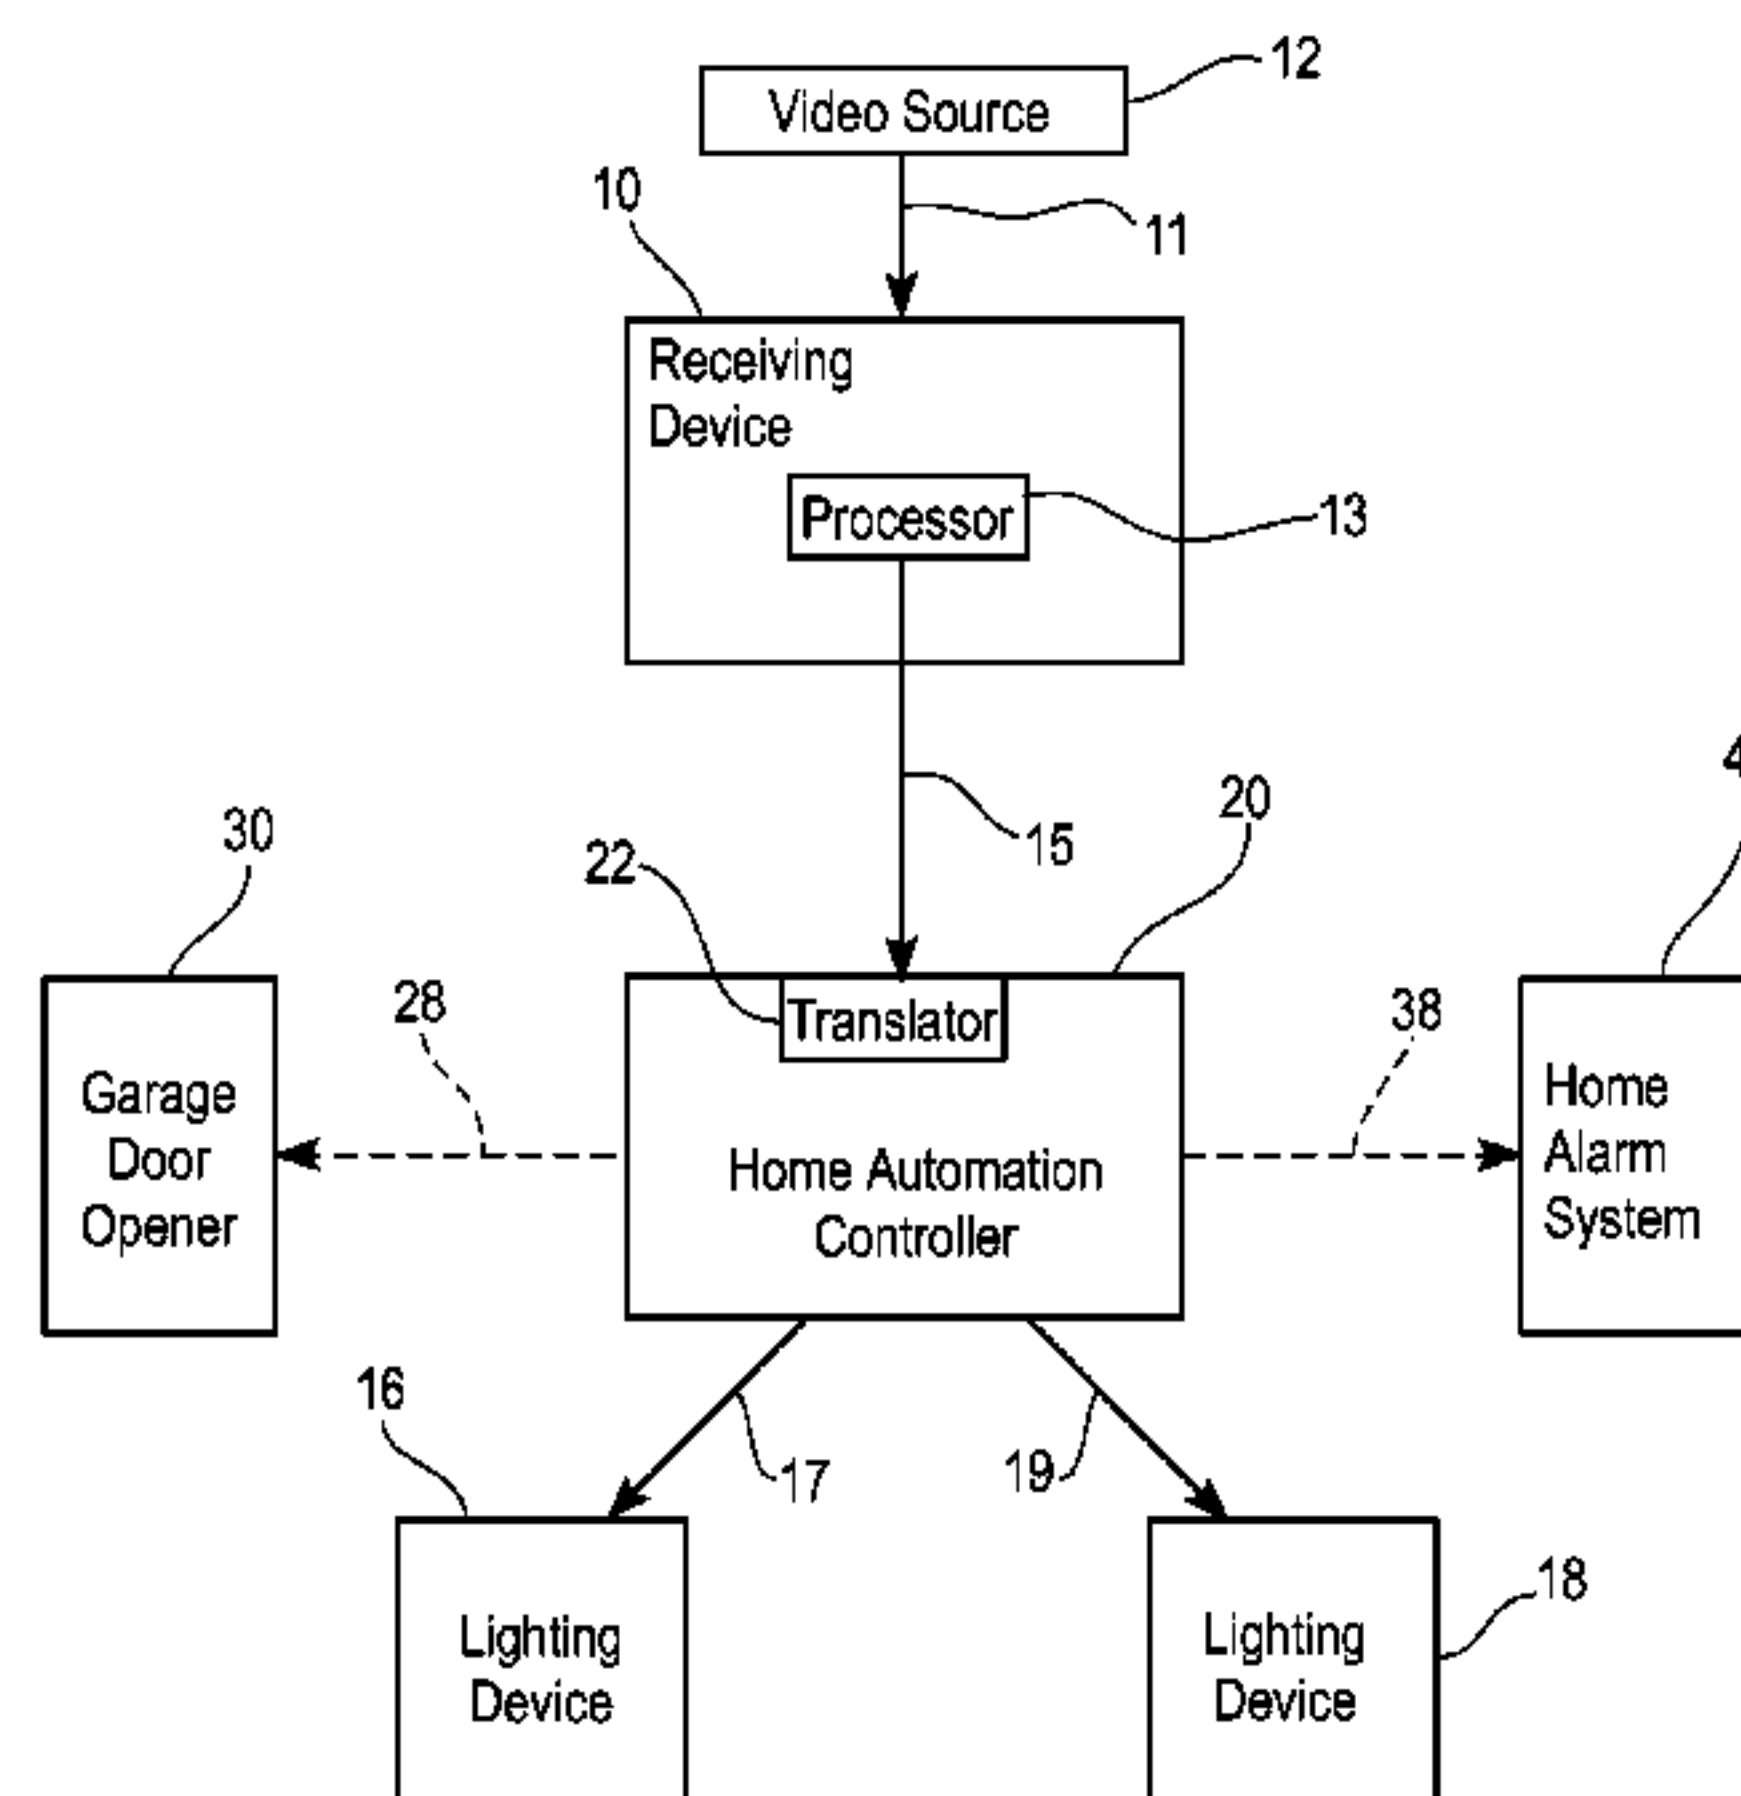 12
Video Source
10
11
Receiving
Device
Processor
13
15
20
22
30
28
38
Translator
Garage
Door
Opener
Home Automation
Controller
Home
Alarm
System
16
17
19
18
Lighting
Device
Lighting
Device